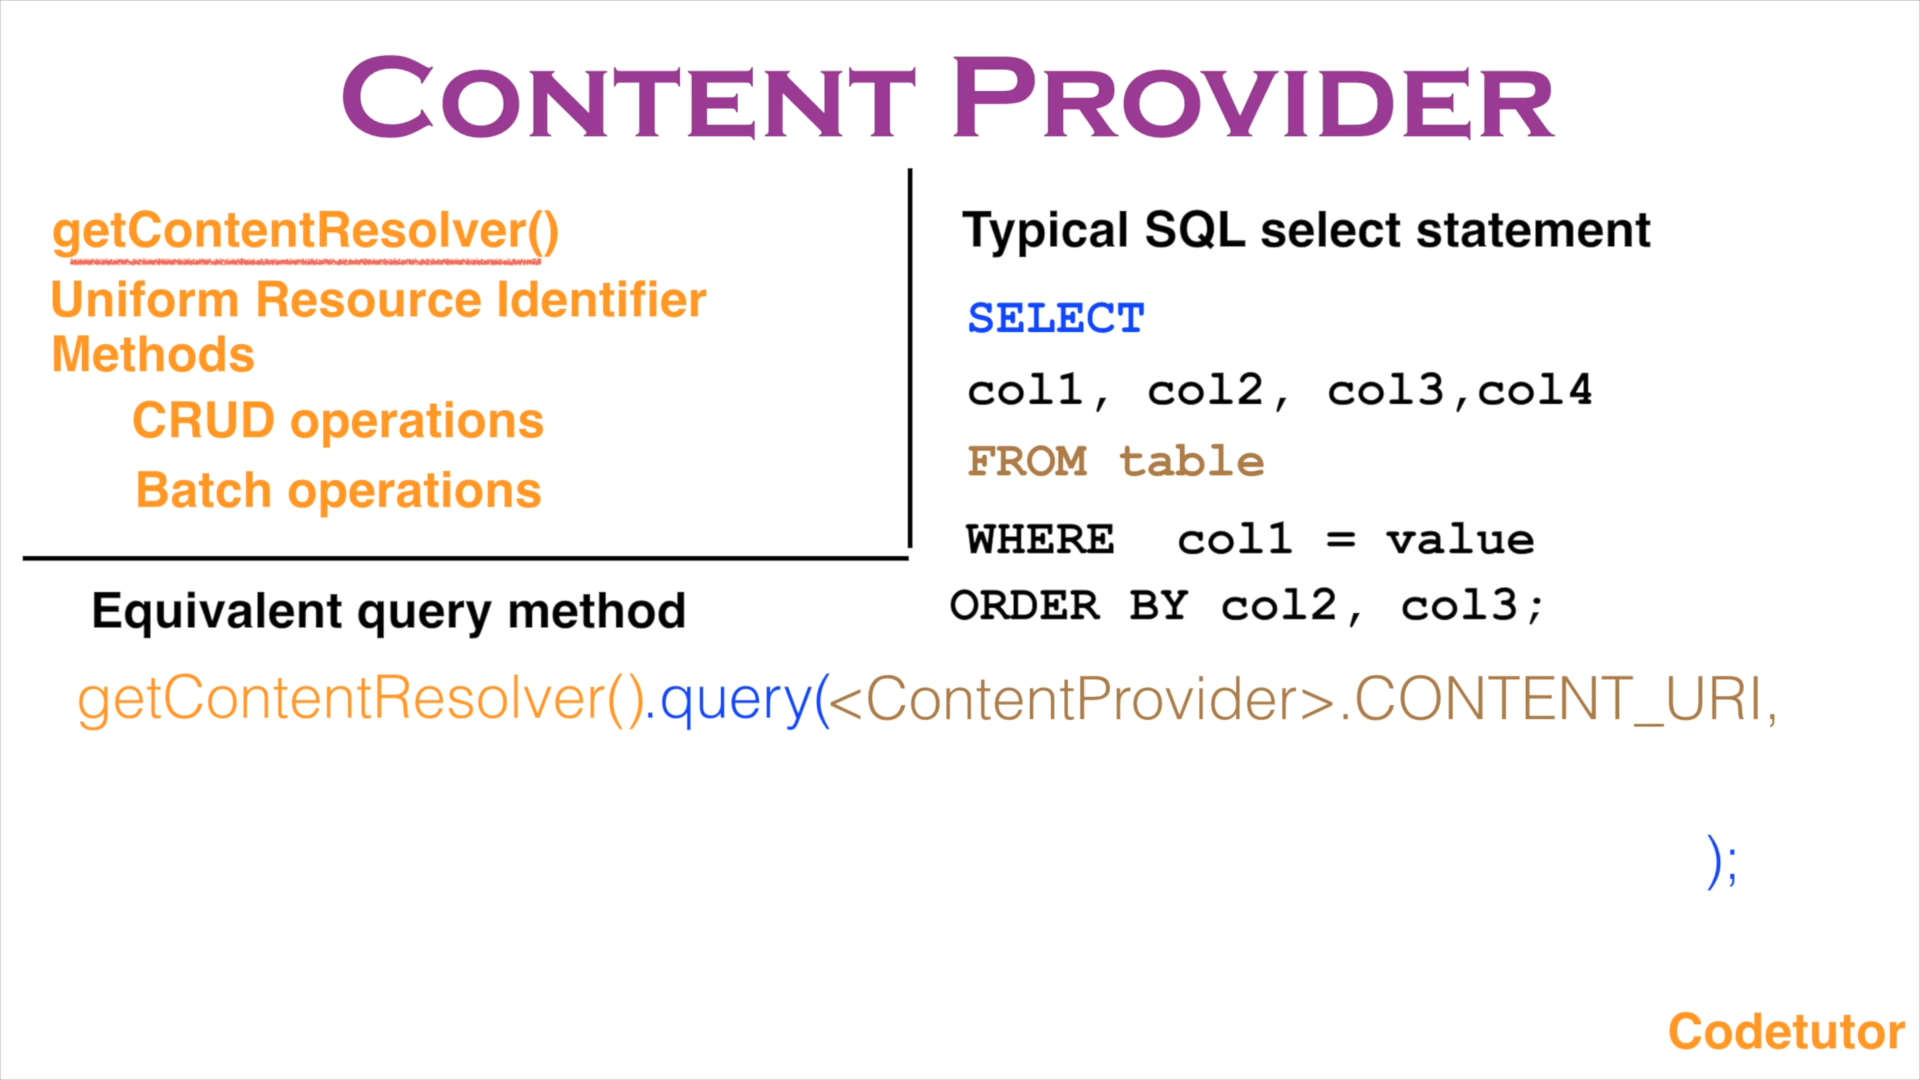 CONTENT PROVIDER
getContentResolver()
Uniform Resource Identifier
Methods
CRUD operations
Batch operations
Typical SQL select statement
SELECT
col1, col2, col3,col4
FROM table
WHERE col1 = value
ORDER BY col2, col3;
Equivalent query method
getContentResolver().query(<ContentProvider>.CONTENT_URI,
);
Codetutor